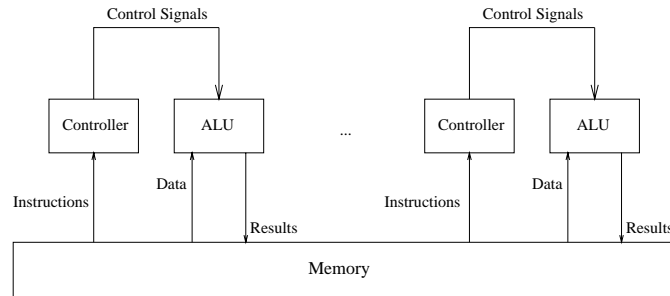 Control Signals
Control Signals
Controller
ALU
...
Controller
ALU
Instructions
Data
Results
Instructions
Data
Results
Memory